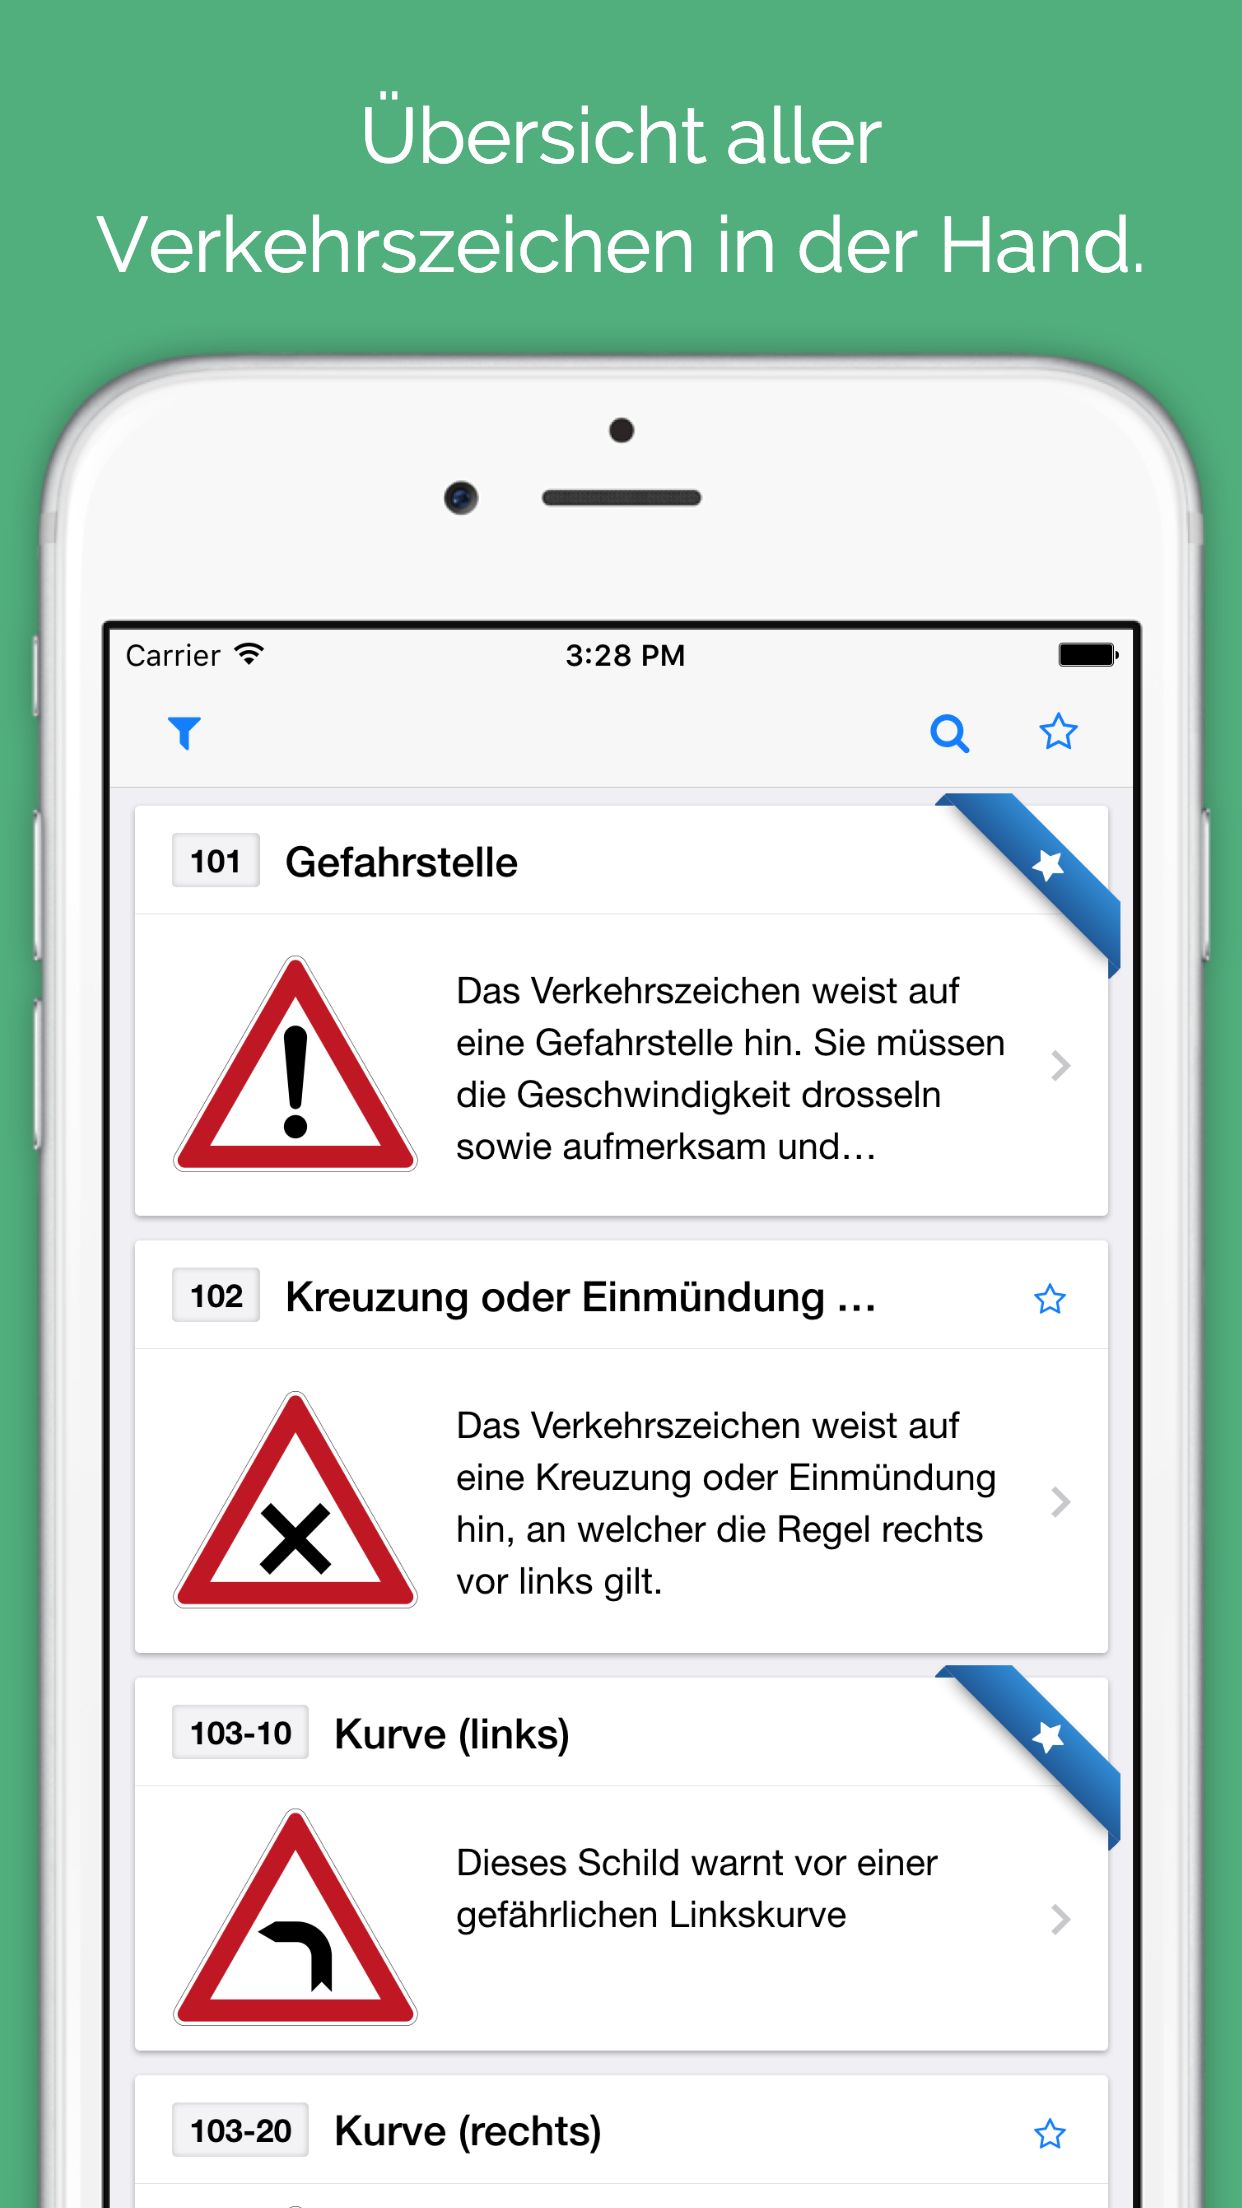 Übersicht aller
Verkehrszeichen in der Hand.
Carrier 3:28 PM
101 Gefahrstelle
Das Verkehrszeichen weist auf
eine Gefahrstelle hin. Sie müssen
die Geschwindigkeit drosseln
sowie aufmerksam und...
102 Kreuzung oder Einmündung ...
Das Verkehrszeichen weist auf
eine Kreuzung oder Einmündung
hin, an welcher die Regel rechts
vor links gilt.
103-10 Kurve (links)
Dieses Schild warnt vor einer
gefährlichen Linkskurve
103-20 Kurve (rechts)